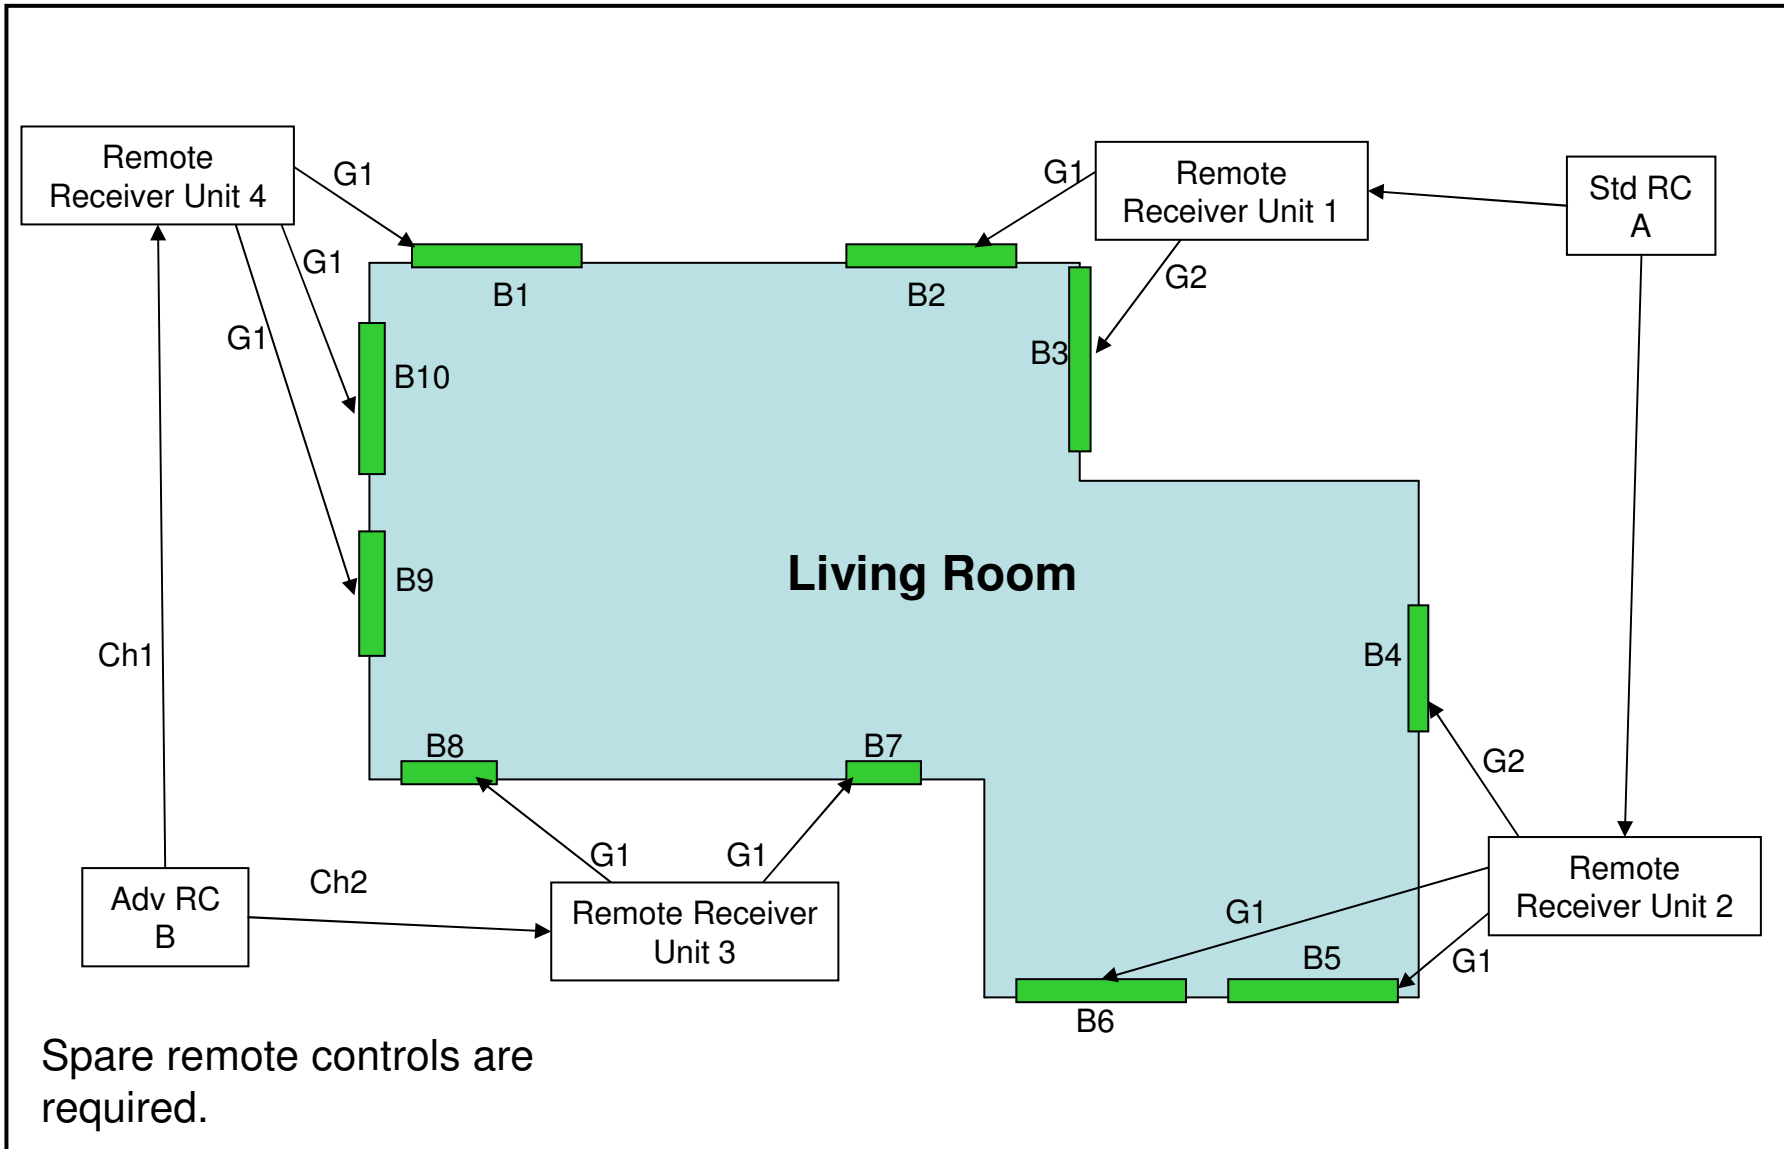 Remote
Receiver Unit 4
G1
G1
G1
B1
B2
G1
Remote
Receiver Unit 1
G2
Std RC
A
B3
B10
B9
Living Room
Ch1
B4
B8
B7
G2
Adv RC
B
Ch2
G1
G1
Remote Receiver
Unit 3
Remote
Receiver Unit 2
G1
G1
B5
B6
Spare remote controls are
required.